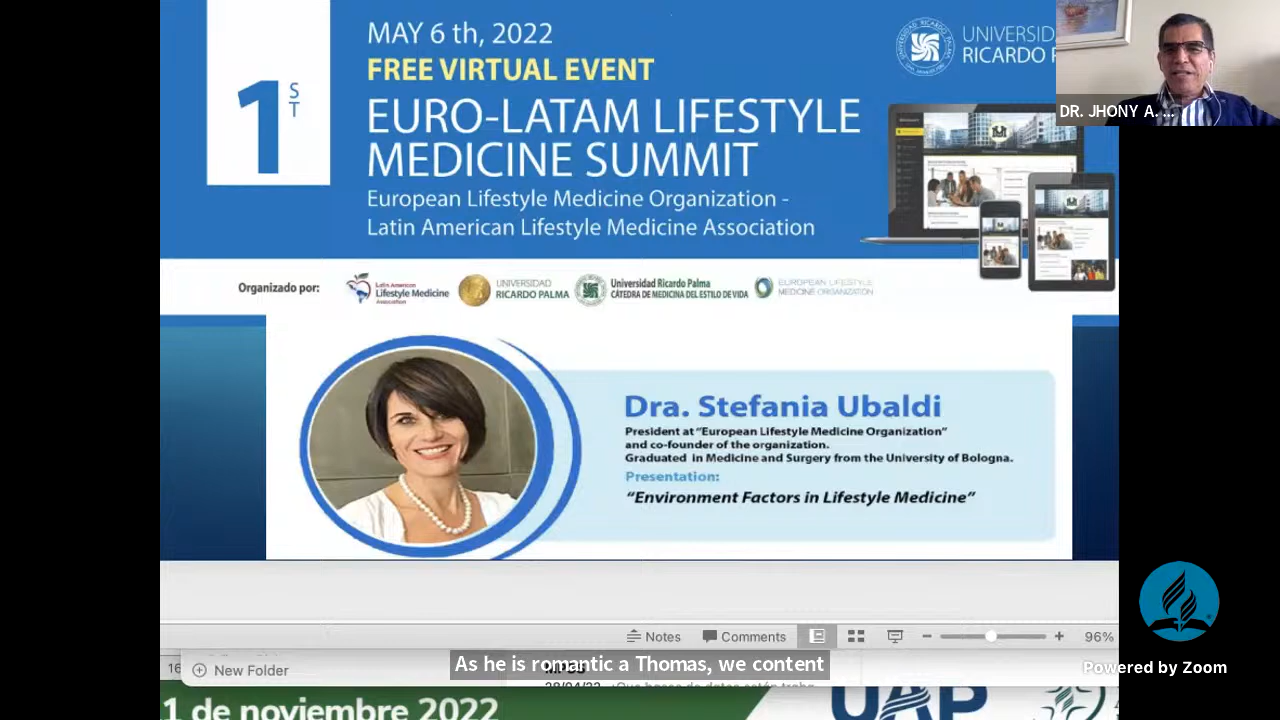 MAY 6 th, 2022
FREE VIRTUAL EVENT
1 ST
EURO-LATAM LIFESTYLE
MEDICINE SUMMIT
European Lifestyle Medicine Organization -
Latin American Lifestyle Medicine Association
UNIVERSID
RICARDO P
DR. JHONY A. ...
Organizado por:
Latin American
Lifestyle Medicine
Association
UNIVERSIDAD
RICARDO PALMA
Universidad Ricardo Palma
CÁTEDRA DE MEDICINA DEL ESTILO DE VIDA
EUROPEAN LIFESTYLE
MEDICINE ORGANIZATION
Dra. Stefania Ubaldi
President at "European Lifestyle Medicine Organization"
and co-founder of the organization.
Graduated in Medicine and Surgery from the University of Bologna.
Presentation:
"Environment Factors in Lifestyle Medicine"
Notes
Comments
96%
16
New Folder
As he is romantic a Thomas, we content
Powered by Zoom
1 de noviembre 2022
UAP